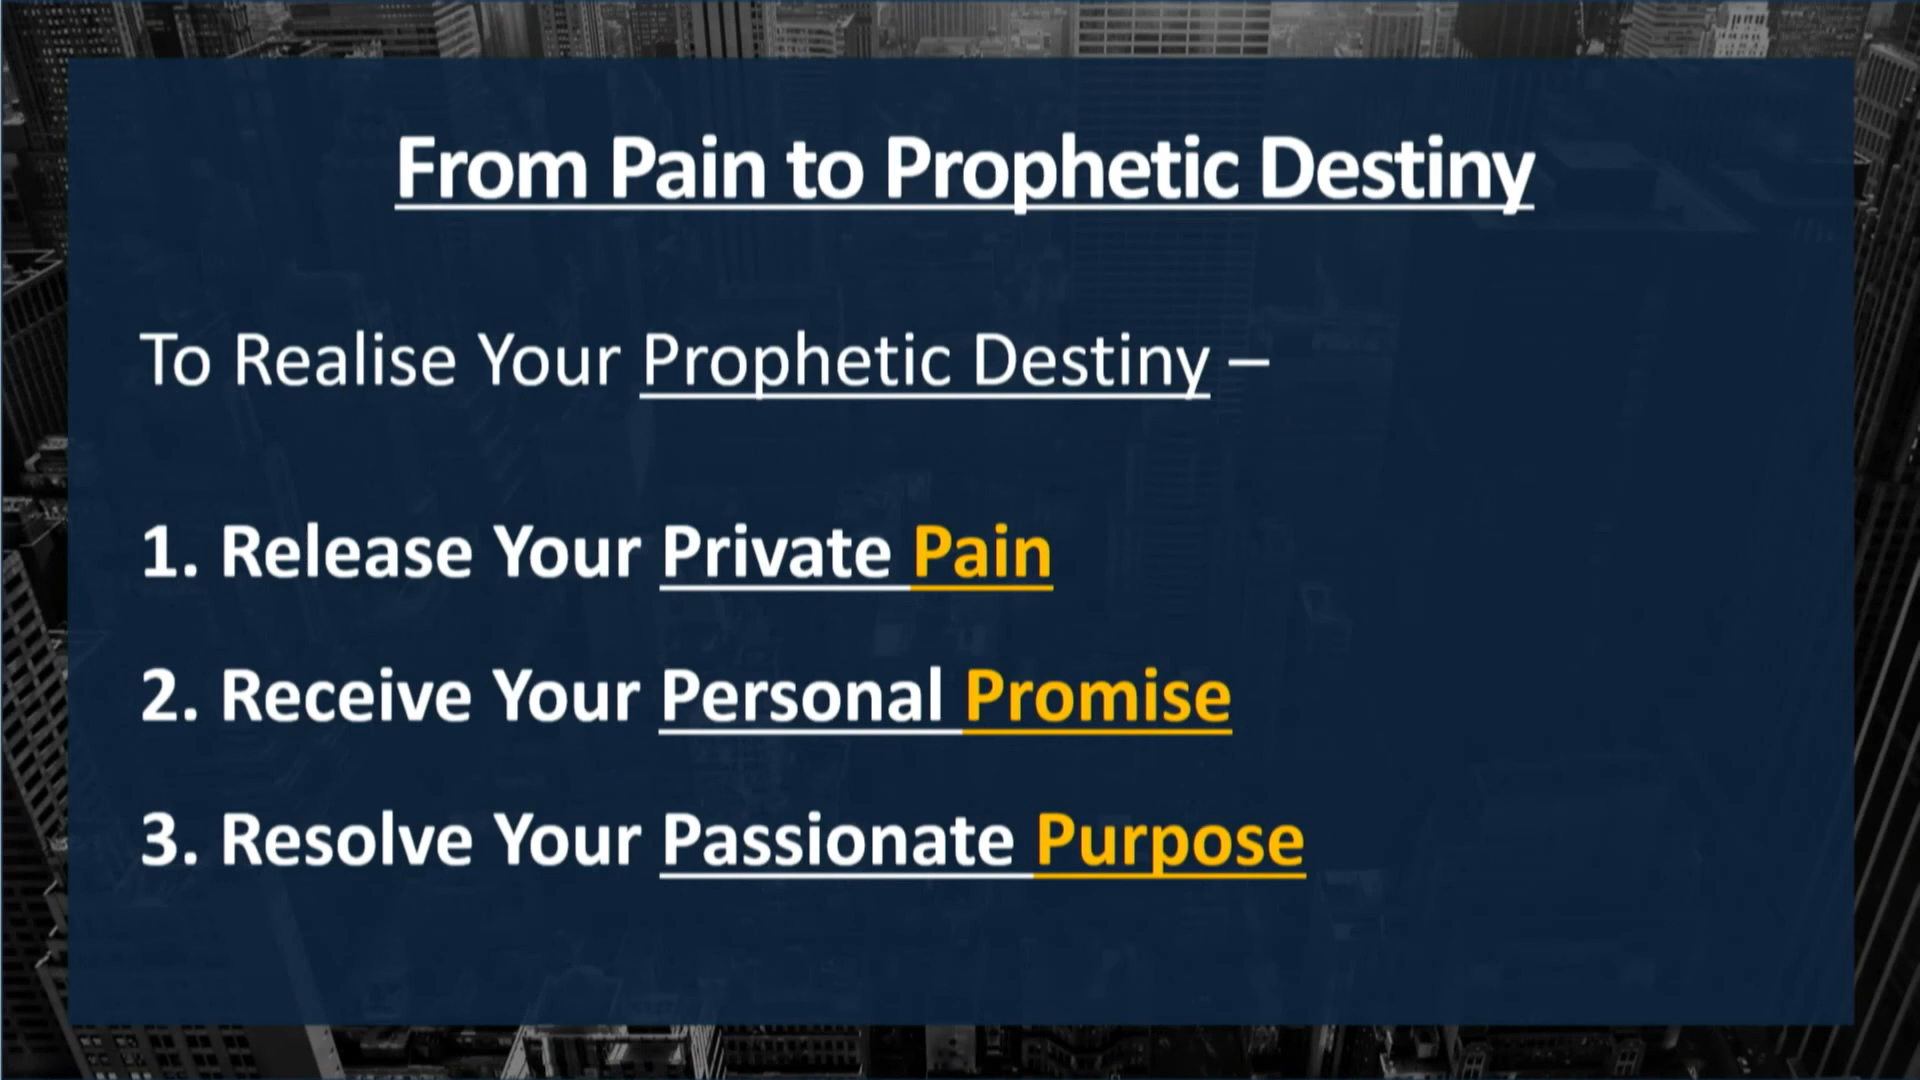 From Pain to Prophetic Destiny
To Realise Your Prophetic Destiny –
1. Release Your Private Pain
2. Receive Your Personal Promise
3. Resolve Your Passionate Purpose